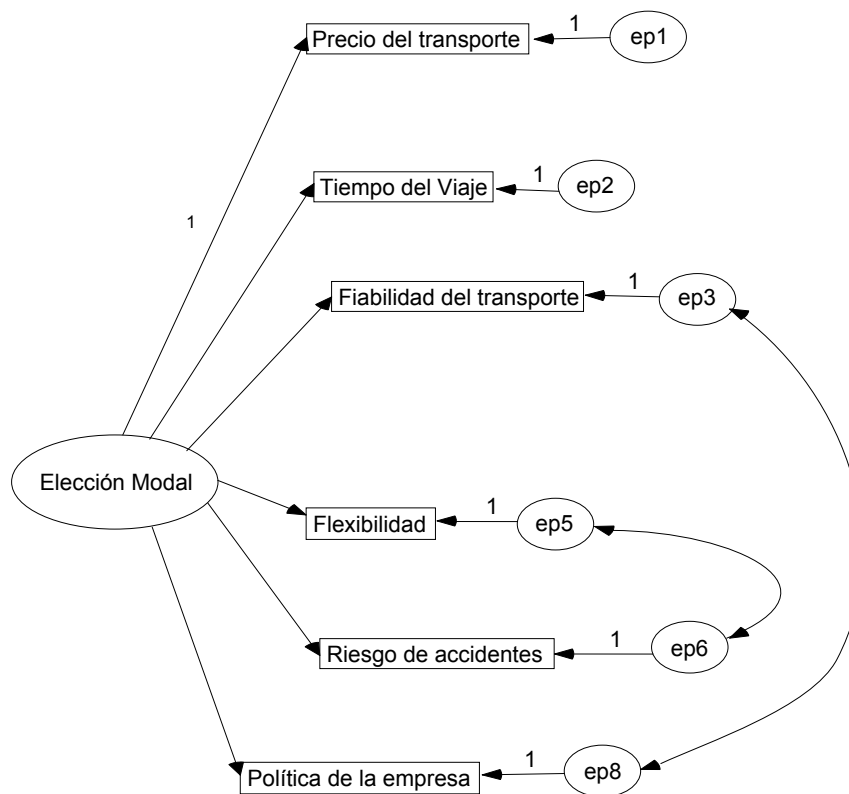 Precio del transporte
1
ep1
Tiempo del Viaje
1
ep2
1
Fiabilidad del transporte
1
ep3
Elección Modal
Flexibilidad
1
ep5
Riesgo de accidentes
1
ep6
Política de la empresa
1
ep8